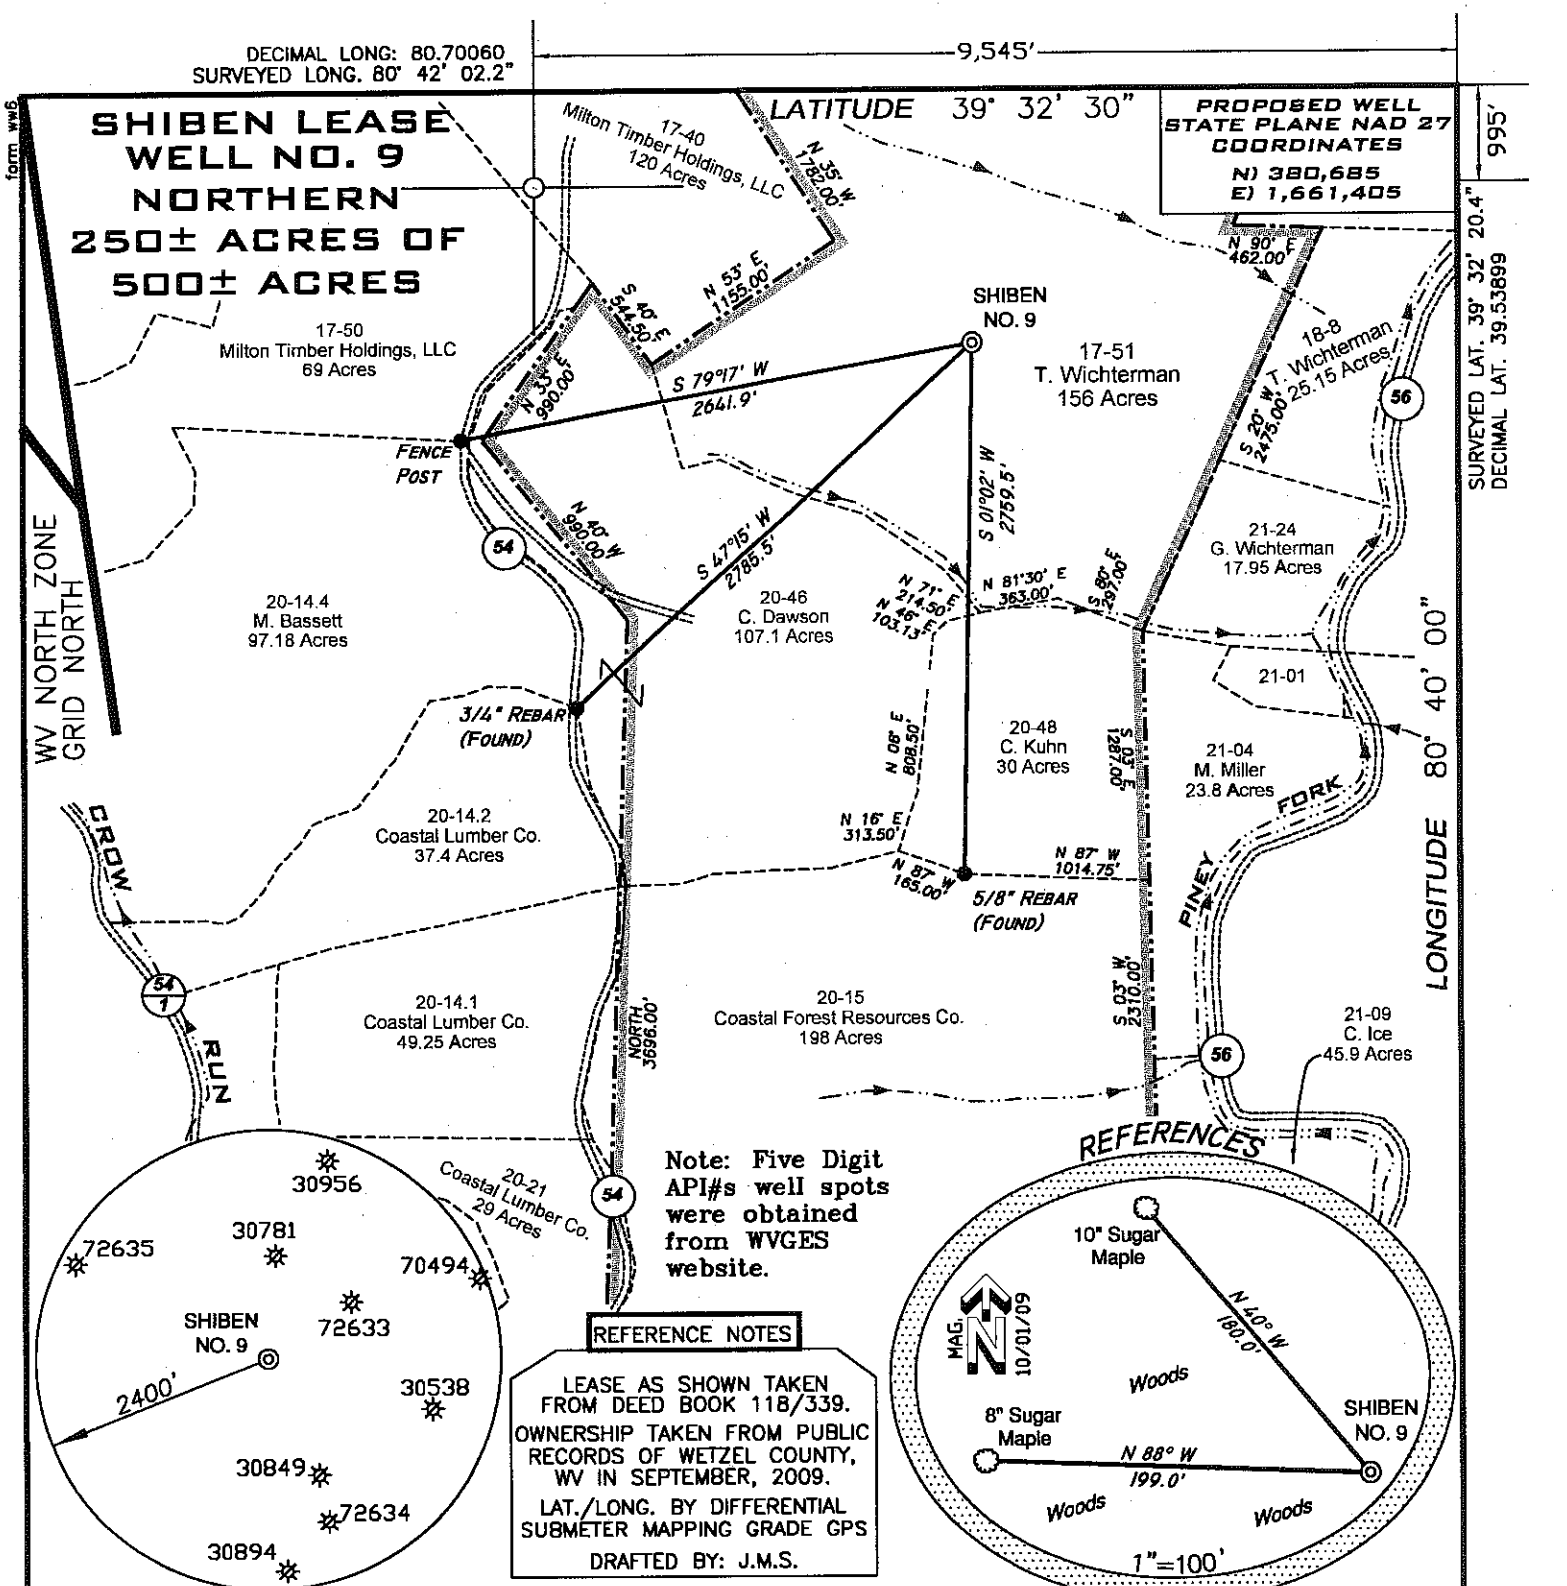 DECIMAL LONG: 80.70060
SURVEYED LONG. 80° 42' 02.2"
9,545'
form ww6
SHIBEN LEASE
WELL NO. 9
NORTHERN
250± ACRES OF
500± ACRES
17-40
Milton Timber Holdings, LLC
120 Acres
LATITUDE 39° 32' 30"
N 35° W
1782.00'
PROPOSED WELL
STATE PLANE NAD 27
COORDINATES
N) 380,685
E) 1,661,405
995'
SURVEYED LAT. 39° 32' 20.4"
DECIMAL LAT. 39.53899
N 90° E
462.00'
N 53° E
1155.00'
S 40° E
544.50'
SHIBEN
NO. 9
17-50
Milton Timber Holdings, LLC
69 Acres
N 33° E
990.00'
S 79°17' W
2641.9'
17-51
T. Wichterman
156 Acres
18-8
T. Wichterman
25.15 Acres
S 20° W
2475.00'
56
FENCE
POST
WV NORTH ZONE
GRID NORTH
N 40° W
990.00'
54
S 47°15' W
2785.5'
S 01°02' W
2759.5'
21-24
G. Wichterman
17.95 Acres
20-14.4
M. Bassett
97.18 Acres
20-46
C. Dawson
107.1 Acres
N 71° E
214.50'
N 46° E
103.13'
N 81°30' E
363.00'
S 80° E
297.00'
21-01
3/4" REBAR
(FOUND)
N 08° E
808.50'
20-48
C. Kuhn
30 Acres
S 03° E
1287.00'
21-04
M. Miller
23.8 Acres
LONGITUDE 80° 40' 00"
PINEY FORK
CROW RUN
20-14.2
Coastal Lumber Co.
37.4 Acres
N 16° E
313.50'
N 87° W
165.00'
N 87° W
1014.75'
5/8" REBAR
(FOUND)
54
1
20-14.1
Coastal Lumber Co.
49.25 Acres
NORTH
3696.00'
20-15
Coastal Forest Resources Co.
198 Acres
S 03° W
2310.00'
56
21-09
C. Ice
45.9 Acres
20-21
Coastal Lumber Co.
29 Acres
54
Note: Five Digit
API#s well spots
were obtained
from WVGES
website.
30956
72635
30781
70494
72633
SHIBEN
NO. 9
2400'
30538
30849
72634
30894
REFERENCE NOTES
LEASE AS SHOWN TAKEN
FROM DEED BOOK 118/339.
OWNERSHIP TAKEN FROM PUBLIC
RECORDS OF WETZEL COUNTY,
WV IN SEPTEMBER, 2009.
LAT./LONG. BY DIFFERENTIAL
SUBMETER MAPPING GRADE GPS
DRAFTED BY: J.M.S.
REFERENCES
10" Sugar
Maple
MAG.
N
10/01/09
N 40° W
180.0'
Woods
8" Sugar
Maple
SHIBEN
NO. 9
N 88° W
199.0'
Woods
Woods
1"=100'